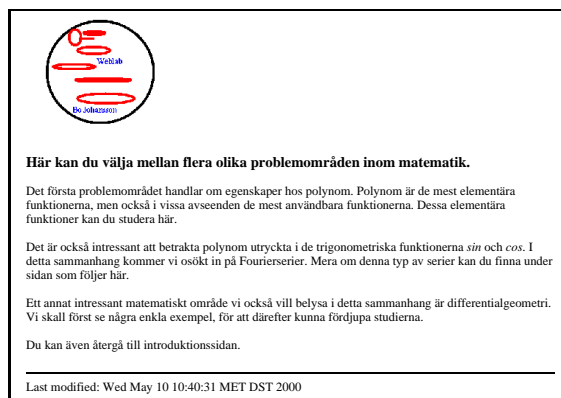 Weblab
Bo Johansson
Här kan du välja mellan flera olika problemområden inom matematik.
Det första problemområdet handlar om egenskaper hos polynom. Polynom är de mest elementära
funktionerna, men också i vissa avseenden de mest användbara funktionerna. Dessa elementära
funktioner kan du studera här.
Det är också intressant att betrakta polynom utryckta i de trigonometriska funktionerna sin och cos. I
detta sammanhang kommer vi osökt in på Fourierserier. Mera om denna typ av serier kan du finna under
sidan som följer här.
Ett annat intressant matematiskt område vi också vill belysa i detta sammanhang är differentialgeometri.
Vi skall först se några enkla exempel, för att därefter kunna fördjupa studierna.
Du kan även återgå till introduktionssidan.
Last modified: Wed May 10 10:40:31 MET DST 2000